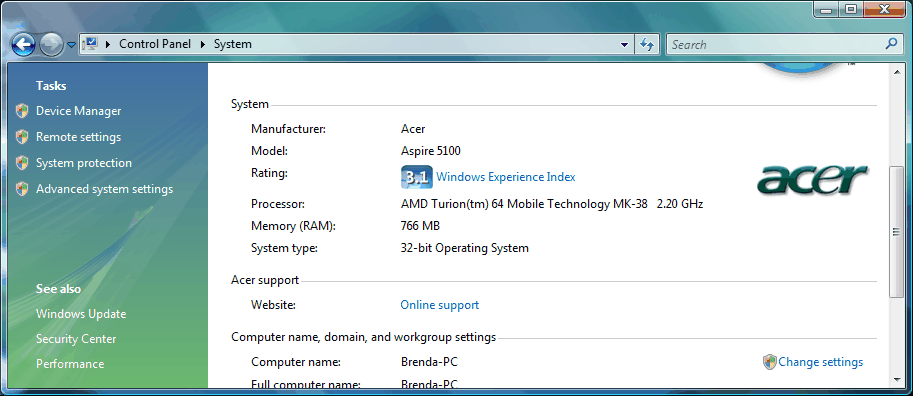 Control Panel ▸ System
Search
Tasks
Device Manager
Remote settings
System protection
Advanced system settings
See also
Windows Update
Security Center
Performance
System
Manufacturer: Acer
Model: Aspire 5100
Rating: 3.1 Windows Experience Index
Processor: AMD Turion(tm) 64 Mobile Technology MK-38 2.20 GHz
Memory (RAM): 766 MB
System type: 32-bit Operating System
acer
Acer support
Website: Online support
Computer name, domain, and workgroup settings
Computer name: Brenda-PC
Change settings
Full computer name: Brenda-PC